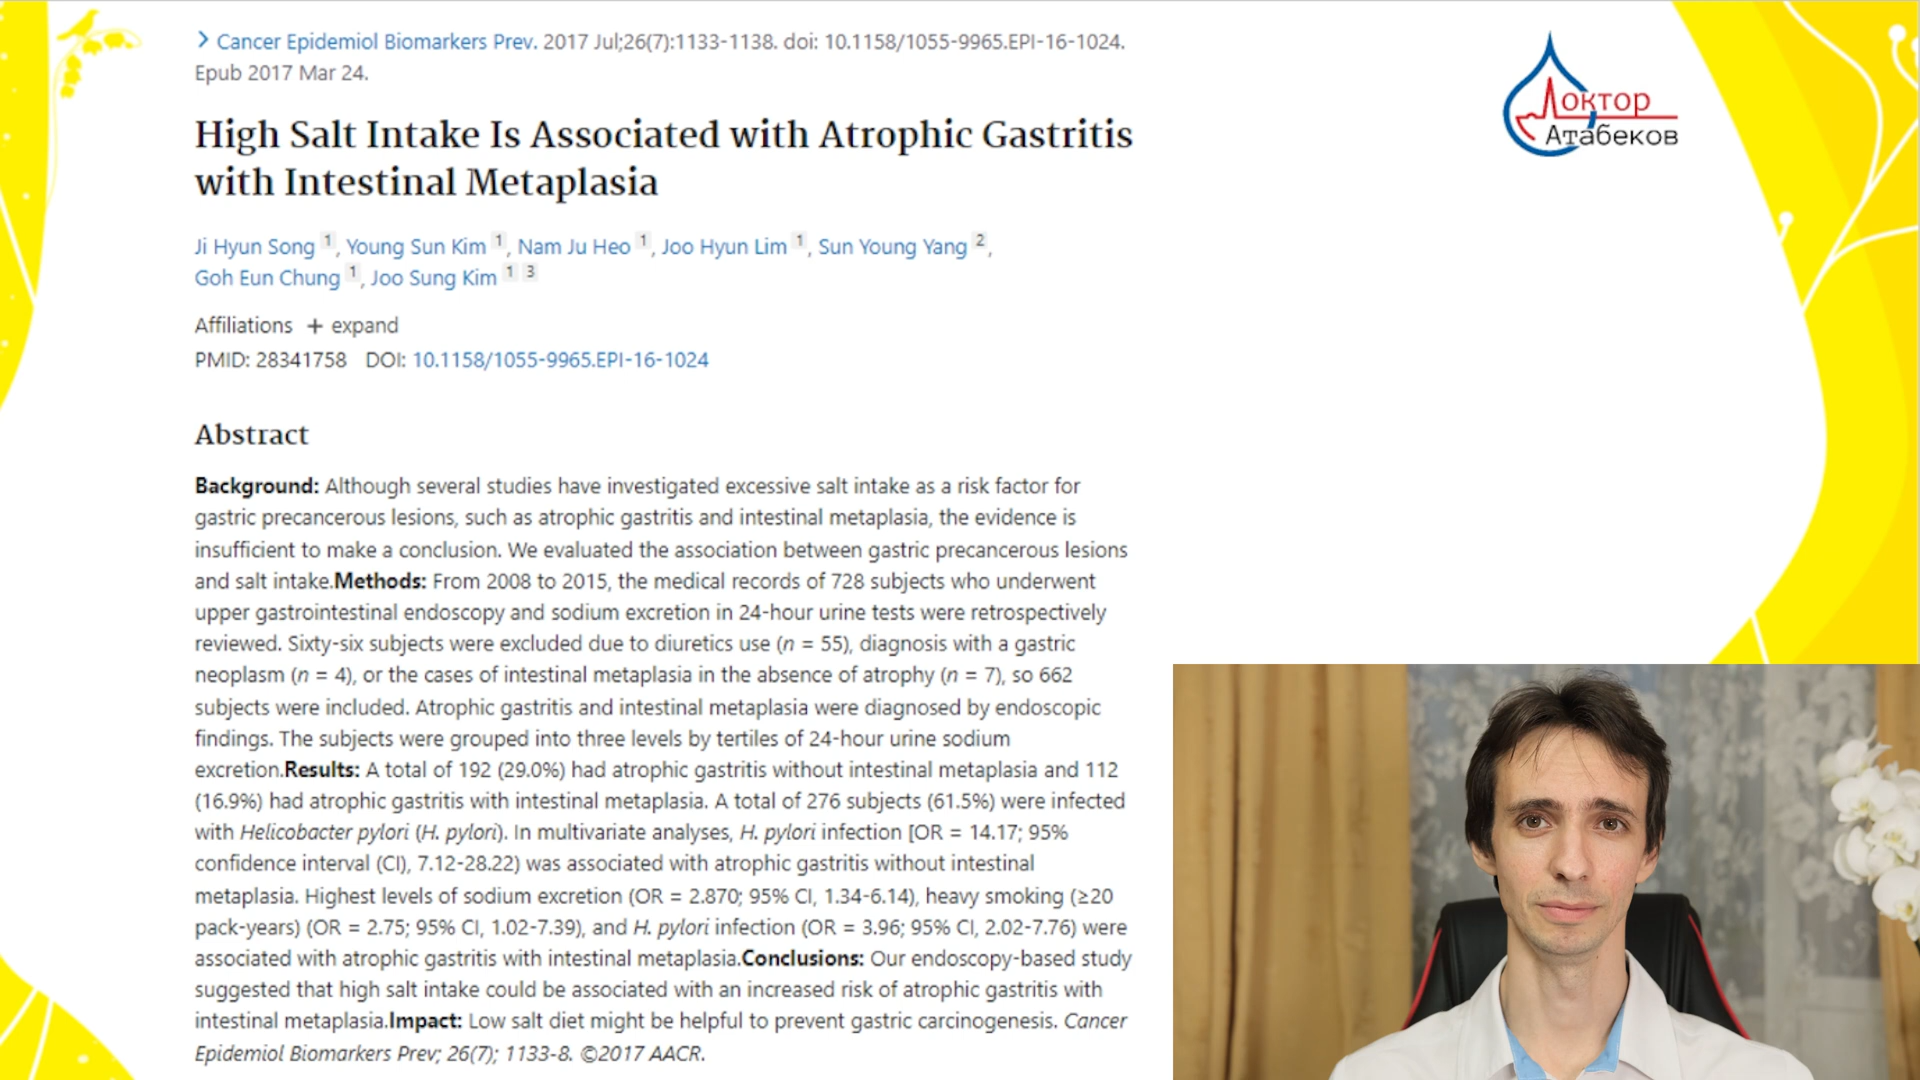 Cancer Epidemiol Biomarkers Prev. 2017 Jul;26(7):1133-1138. doi: 10.1158/1055-9965.EPI-16-1024.
Epub 2017 Mar 24.
High Salt Intake Is Associated with Atrophic Gastritis
with Intestinal Metaplasia
Ji Hyun Song 1, Young Sun Kim 1, Nam Ju Heo 1, Joo Hyun Lim 1, Sun Young Yang 2,
Goh Eun Chung 1, Joo Sung Kim 1 3
Affiliations + expand
PMID: 28341758 DOI: 10.1158/1055-9965.EPI-16-1024
Abstract
Background: Although several studies have investigated excessive salt intake as a risk factor for
gastric precancerous lesions, such as atrophic gastritis and intestinal metaplasia, the evidence is
insufficient to make a conclusion. We evaluated the association between gastric precancerous lesions
and salt intake.Methods: From 2008 to 2015, the medical records of 728 subjects who underwent
upper gastrointestinal endoscopy and sodium excretion in 24-hour urine tests were retrospectively
reviewed. Sixty-six subjects were excluded due to diuretics use (n = 55), diagnosis with a gastric
neoplasm (n = 4), or the cases of intestinal metaplasia in the absence of atrophy (n = 7), so 662
subjects were included. Atrophic gastritis and intestinal metaplasia were diagnosed by endoscopic
findings. The subjects were grouped into three levels by tertiles of 24-hour urine sodium
excretion.Results: A total of 192 (29.0%) had atrophic gastritis without intestinal metaplasia and 112
(16.9%) had atrophic gastritis with intestinal metaplasia. A total of 276 subjects (61.5%) were infected
with Helicobacter pylori (H. pylori). In multivariate analyses, H. pylori infection [OR = 14.17; 95%
confidence interval (CI), 7.12-28.22) was associated with atrophic gastritis without intestinal
metaplasia. Highest levels of sodium excretion (OR = 2.870; 95% CI, 1.34-6.14), heavy smoking (≥20
pack-years) (OR = 2.75; 95% CI, 1.02-7.39), and H. pylori infection (OR = 3.96; 95% CI, 2.02-7.76) were
associated with atrophic gastritis with intestinal metaplasia.Conclusions: Our endoscopy-based study
suggested that high salt intake could be associated with an increased risk of atrophic gastritis with
intestinal metaplasia.Impact: Low salt diet might be helpful to prevent gastric carcinogenesis. Cancer
Epidemiol Biomarkers Prev; 26(7); 1133-8. ©2017 AACR.
Доктор
Атабеков